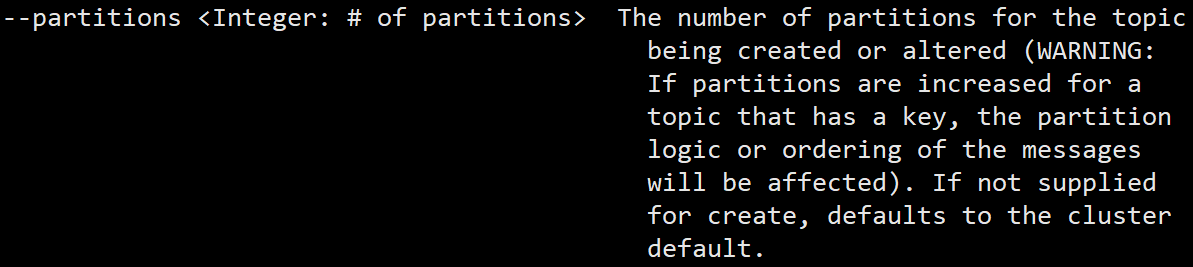 --partitions <Integer: # of partitions>  The number of partitions for the topic
being created or altered (WARNING:
If partitions are increased for a
topic that has a key, the partition
logic or ordering of the messages
will be affected). If not supplied
for create, defaults to the cluster
default.